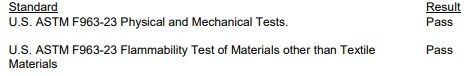 Standard Result
U.S. ASTM F963-23 Physical and Mechanical Tests. Pass
U.S. ASTM F963-23 Flammability Test of Materials other than Textile Pass
Materials